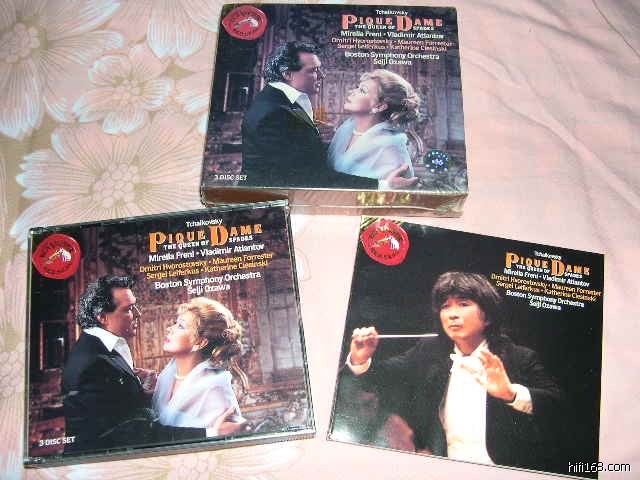 Tchaikovsky
PIQUE DAME
THE QUEEN OF SPADES
Mirella Freni • Vladimir Atlantov
Dmitri Hvorostovsky • Maureen Forrester
Sergei Leiferkus • Katherine Ciesinski
Boston Symphony Orchestra
Seiji Ozawa
3 DISC SET
Tchaikovsky
PIQUE DAME
THE QUEEN OF SPADES
Mirella Freni • Vladimir Atlantov
Dmitri Hvorostovsky • Maureen Forrester
Sergei Leiferkus • Katherine Ciesinski
Boston Symphony Orchestra
Seiji Ozawa
3 DISC SET
Tchaikovsky
PIQUE DAME
THE QUEEN OF SPADES
Mirella Freni • Vladimir Atlantov
Dmitri Hvorostovsky • Maureen Forrester
Sergei Leiferkus • Katherine Ciesinski
Boston Symphony Orchestra
Seiji Ozawa
hifi168.com